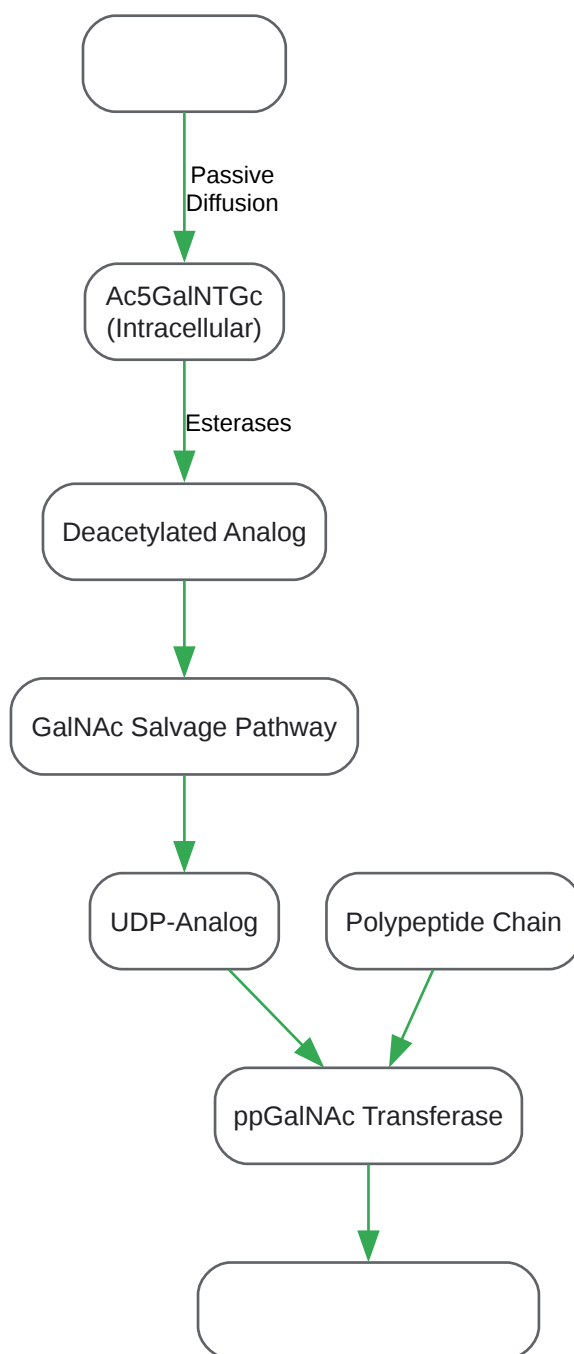 Passive
Diffusion
Ac5GalNTGc
(Intracellular)
Esterases
Deacetylated Analog
GalNAc Salvage Pathway
UDP-Analog
Polypeptide Chain
ppGalNAc Transferase